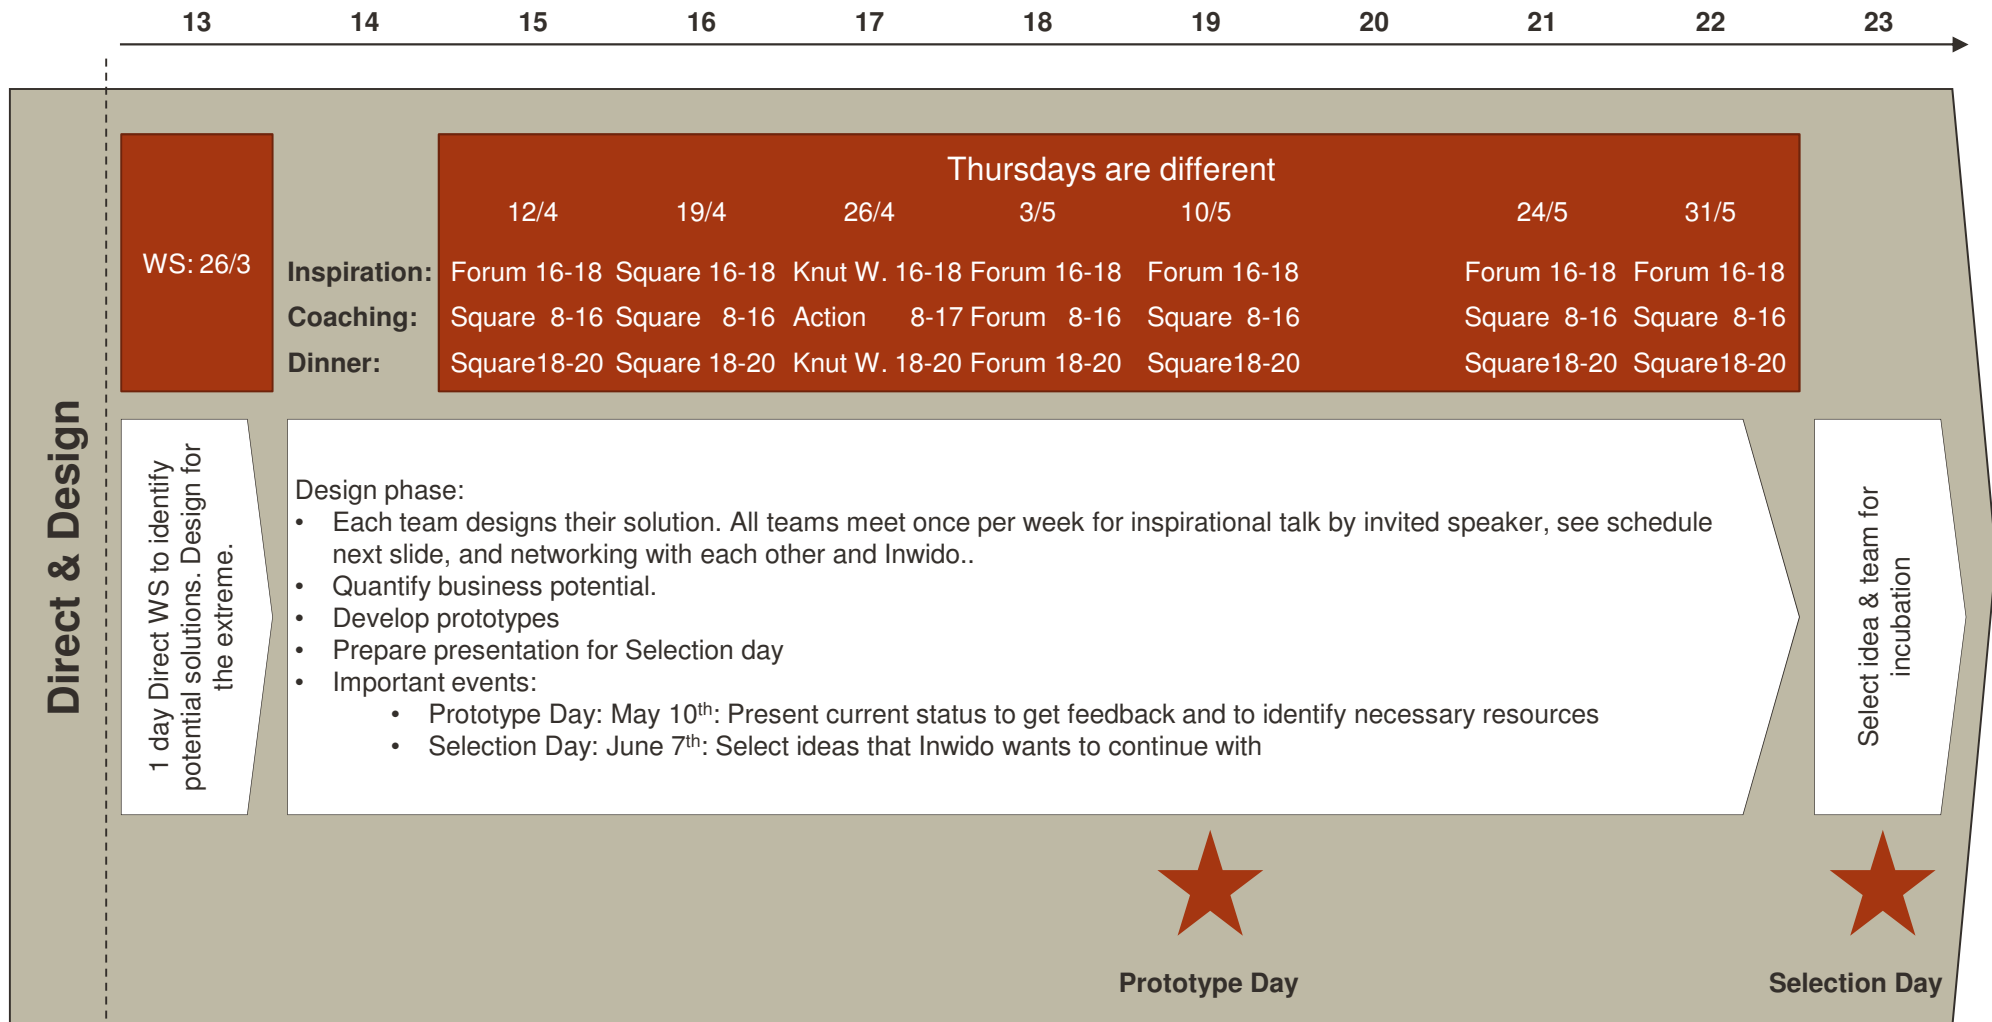 13 14 15 16 17 18 19 20 21 22 23
Direct & Design
WS: 26/3
Thursdays are different
12/4 19/4 26/4 3/5 10/5 24/5 31/5
Inspiration: Forum 16-18 Square 16-18 Knut W. 16-18 Forum 16-18 Forum 16-18 Forum 16-18 Forum 16-18
Coaching: Square 8-16 Square 8-16 Action 8-17 Forum 8-16 Square 8-16 Square 8-16 Square 8-16
Dinner: Square18-20 Square 18-20 Knut W. 18-20 Forum 18-20 Square18-20 Square18-20 Square18-20
1 day Direct WS to identify
potential solutions. Design for
the extreme.
Design phase:
• Each team designs their solution. All teams meet once per week for inspirational talk by invited speaker, see schedule
next slide, and networking with each other and Inwido..
• Quantify business potential.
• Develop prototypes
• Prepare presentation for Selection day
• Important events:
• Prototype Day: May 10th: Present current status to get feedback and to identify necessary resources
• Selection Day: June 7th: Select ideas that Inwido wants to continue with
Select idea & team for
incubation
Prototype Day
Selection Day